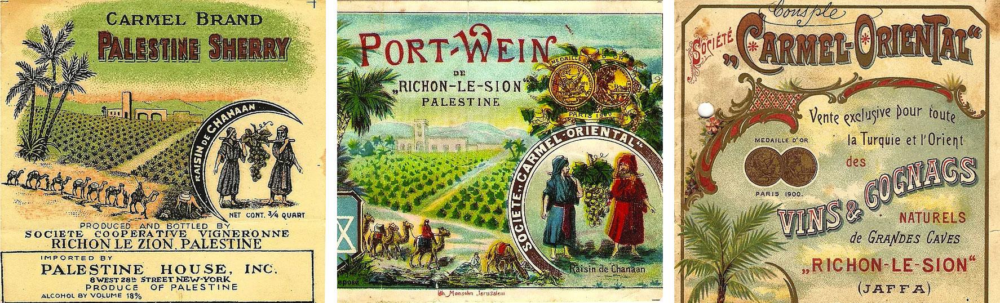 CARMEL BRAND
PALESTINE SHERRY
RAISIN DE CHANAAN
NET CONT. 3/4 QUART
PRODUCED AND BOTTLED BY
SOCIETE COOPERATIVE VIGNERONNE
RICHON LE ZION, PALESTINE
IMPORTED BY
PALESTINE HOUSE, INC.
8 WEST 28th STREET NEW-YORK
PRODUCE OF PALESTINE
ALCOHOL BY VOLUME 18%
PORT-WEIN
DE
„RICHON-LE-SION“
PALESTINE
MEDAILLE D'OR
PARIS 1900
SOCIETE „CARMEL-ORIENTAL“
Raisin de Chanaan
Lith. Monsohn Jerusalem
SOCIÉTÉ
„CARMEL-ORIENTAL“
Vente exclusive pour toute
la Turquie et l'Orient
des
MEDAILLE D'OR
PARIS 1900.
VINS & COGNACS
NATURELS
de GRANDES CAVES
„RICHON-LE-SION“
(JAFFA)